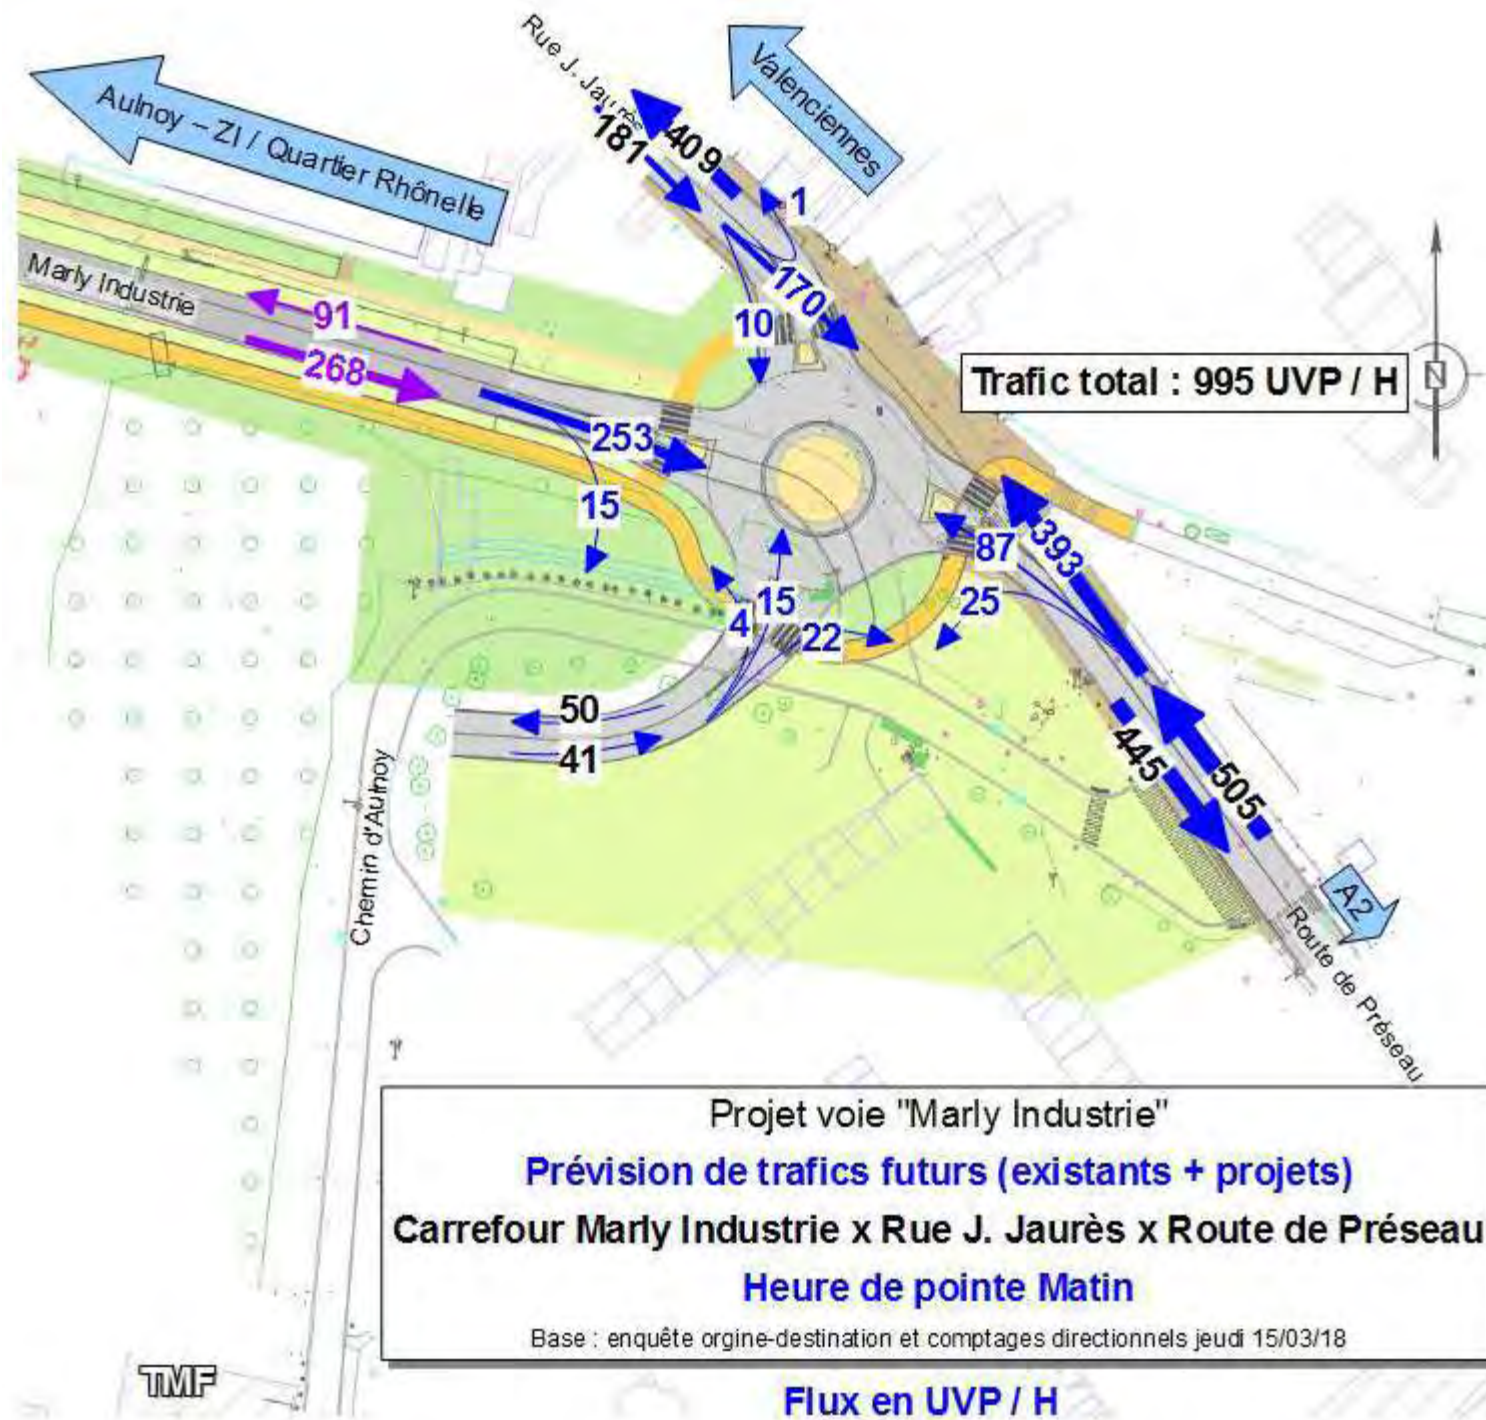 Rue J. Jaurès
Valenciennes
Aulnoy – ZI / Quartier Rhônelle
181
409
1
Marly Industrie
91
268
170
10
Trafic total : 995 UVP / H
N
253
15
87
393
4
15
22
25
50
41
445
505
Chemin d'Aulnoy
A2
Route de Préseau
Projet voie "Marly Industrie"
Prévision de trafics futurs (existants + projets)
Carrefour Marly Industrie x Rue J. Jaurès x Route de Préseau
Heure de pointe Matin
Base : enquête orgine-destination et comptages directionnels jeudi 15/03/18
TMF
Flux en UVP / H